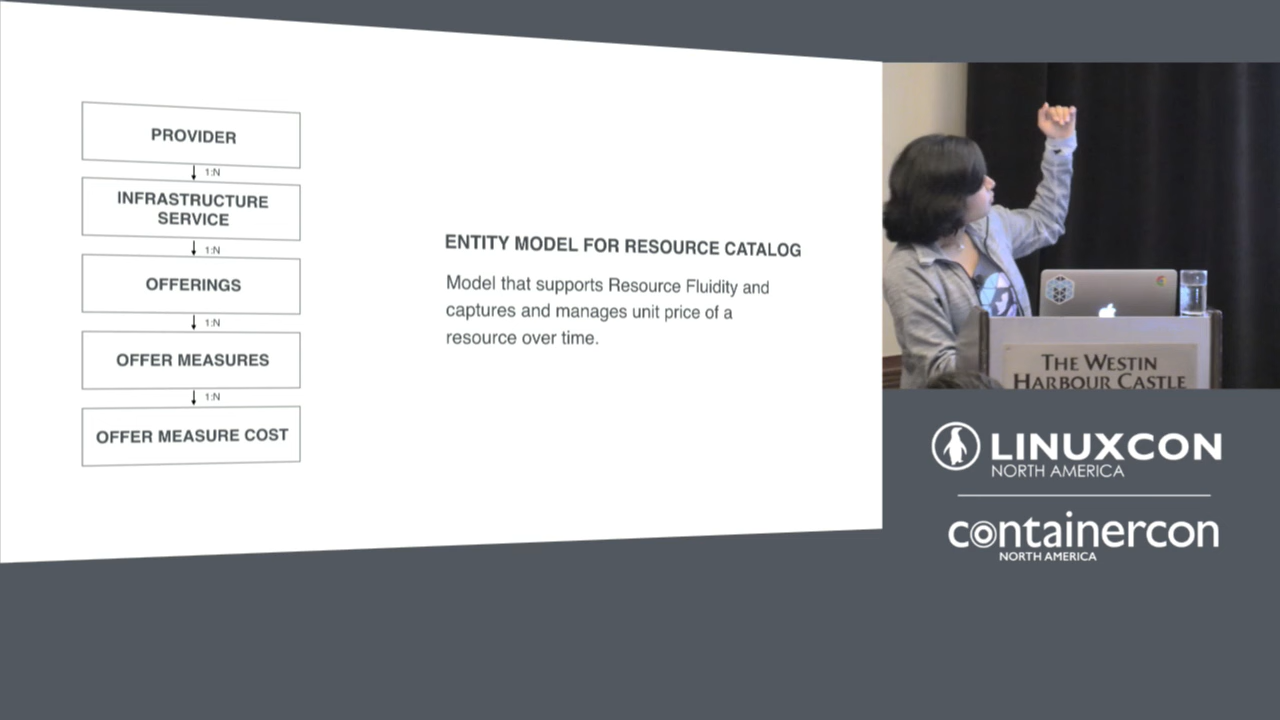 PROVIDER
1:N
INFRASTRUCTURE
SERVICE
1:N
OFFERINGS
1:N
OFFER MEASURES
1:N
OFFER MEASURE COST
ENTITY MODEL FOR RESOURCE CATALOG
Model that supports Resource Fluidity and
captures and manages unit price of a
resource over time.
THE WESTIN
HARBOUR CASTLE
LINUXCON
NORTH AMERICA
containercon
NORTH AMERICA